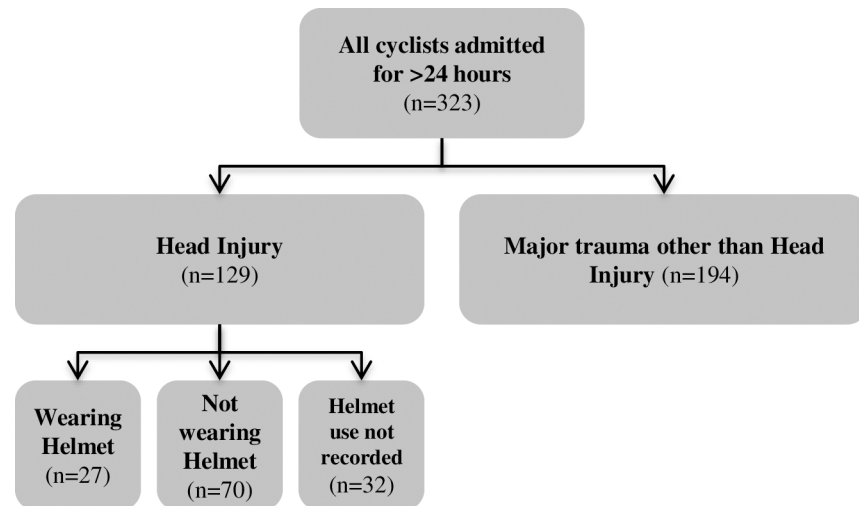 All cyclists admitted
for >24 hours
(n=323)
Head Injury
(n=129)
Major trauma other than Head
Injury (n=194)
Wearing
Helmet
(n=27)
Not
wearing
Helmet
(n=70)
Helmet
use not
recorded
(n=32)